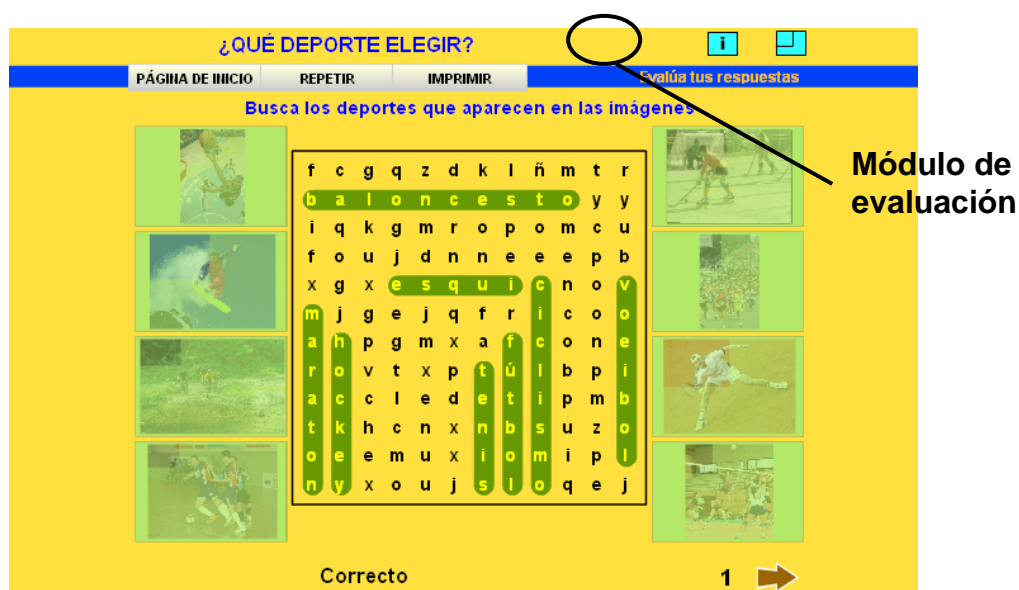 ¿QUÉ DEPORTE ELEGIR?
i
PÁGINA DE INICIO REPETIR IMPRIMIR Evalúa tus respuestas
Busca los deportes que aparecen en las imágenes
Módulo de
evaluación
f c g q z d k l ñ m t r
b a l o n c e s t o y y
i q k g m r o p o m c u
f o u j d n n e e e p b
x g x e s q u i c n o v
m j g e j q f r i c o o
a h p g m x a f c o n e
r o v t x p t ú l b p i
a c c l e d e t i p m b
t k h c n x n b s u z o
o e e m u x i o m i p l
n y x o u j s l o q e j
Correcto 1